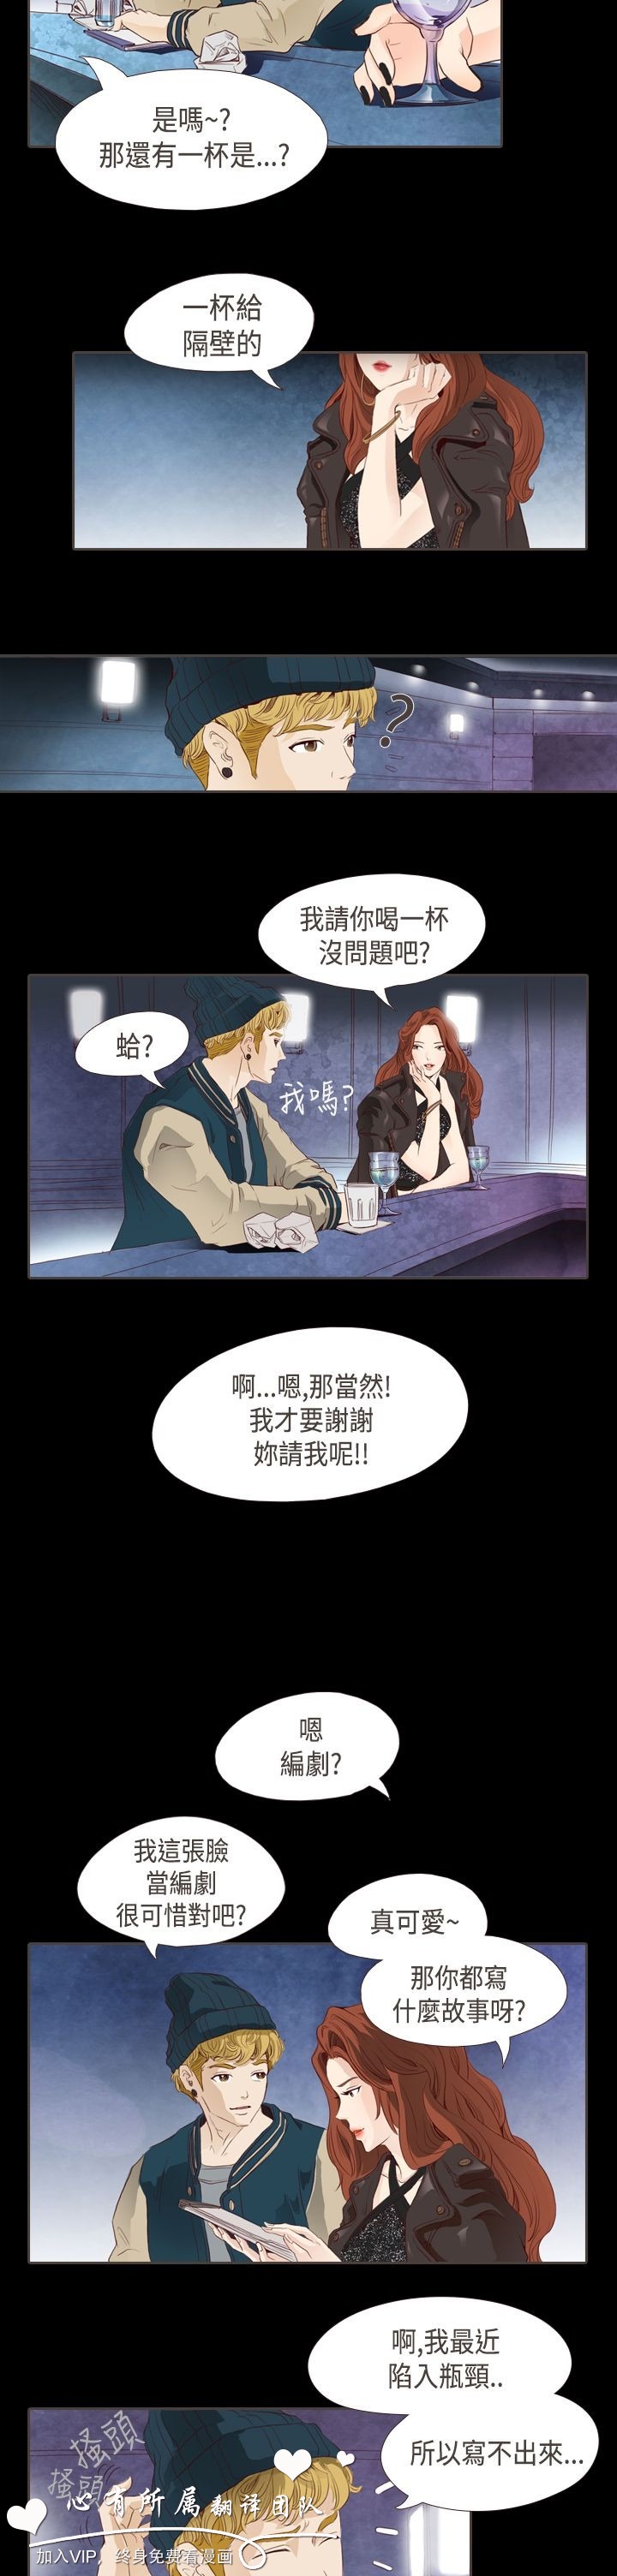 是嗎~?
那還有一杯是...?
一杯給
隔壁的
?
我請你喝一杯
沒問題吧?
蛤?
我嗎?
啊...嗯,那當然!
我才要謝謝
妳請我呢!!
嗯
編劇?
我這張臉
當編劇
很可惜對吧?
真可愛~
那你都寫
什麼故事呀?
啊,我最近
陷入瓶頸..
所以寫不出來...
搔頭
搔頭
心有所属翻译团队
加入VIP，终身免费看漫画